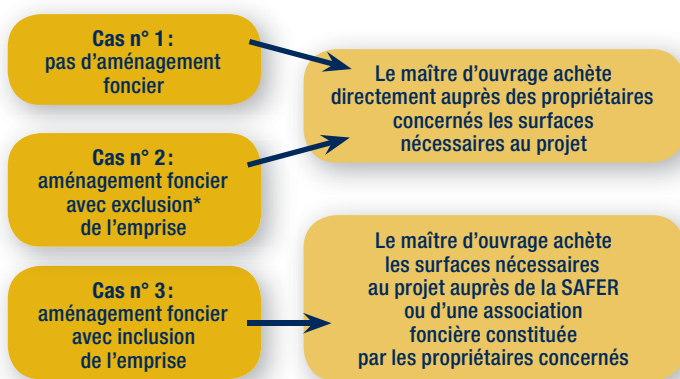 Cas n° 1 :
pas d’aménagement
foncier
Le maître d’ouvrage achète
directement auprès des propriétaires
concernés les surfaces
nécessaires au projet
Cas n° 2 :
aménagement foncier
avec exclusion*
de l’emprise
Cas n° 3 :
aménagement foncier
avec inclusion
de l’emprise
Le maître d’ouvrage achète
les surfaces nécessaires
au projet auprès de la SAFER
ou d’une association
foncière constituée
par les propriétaires concernés